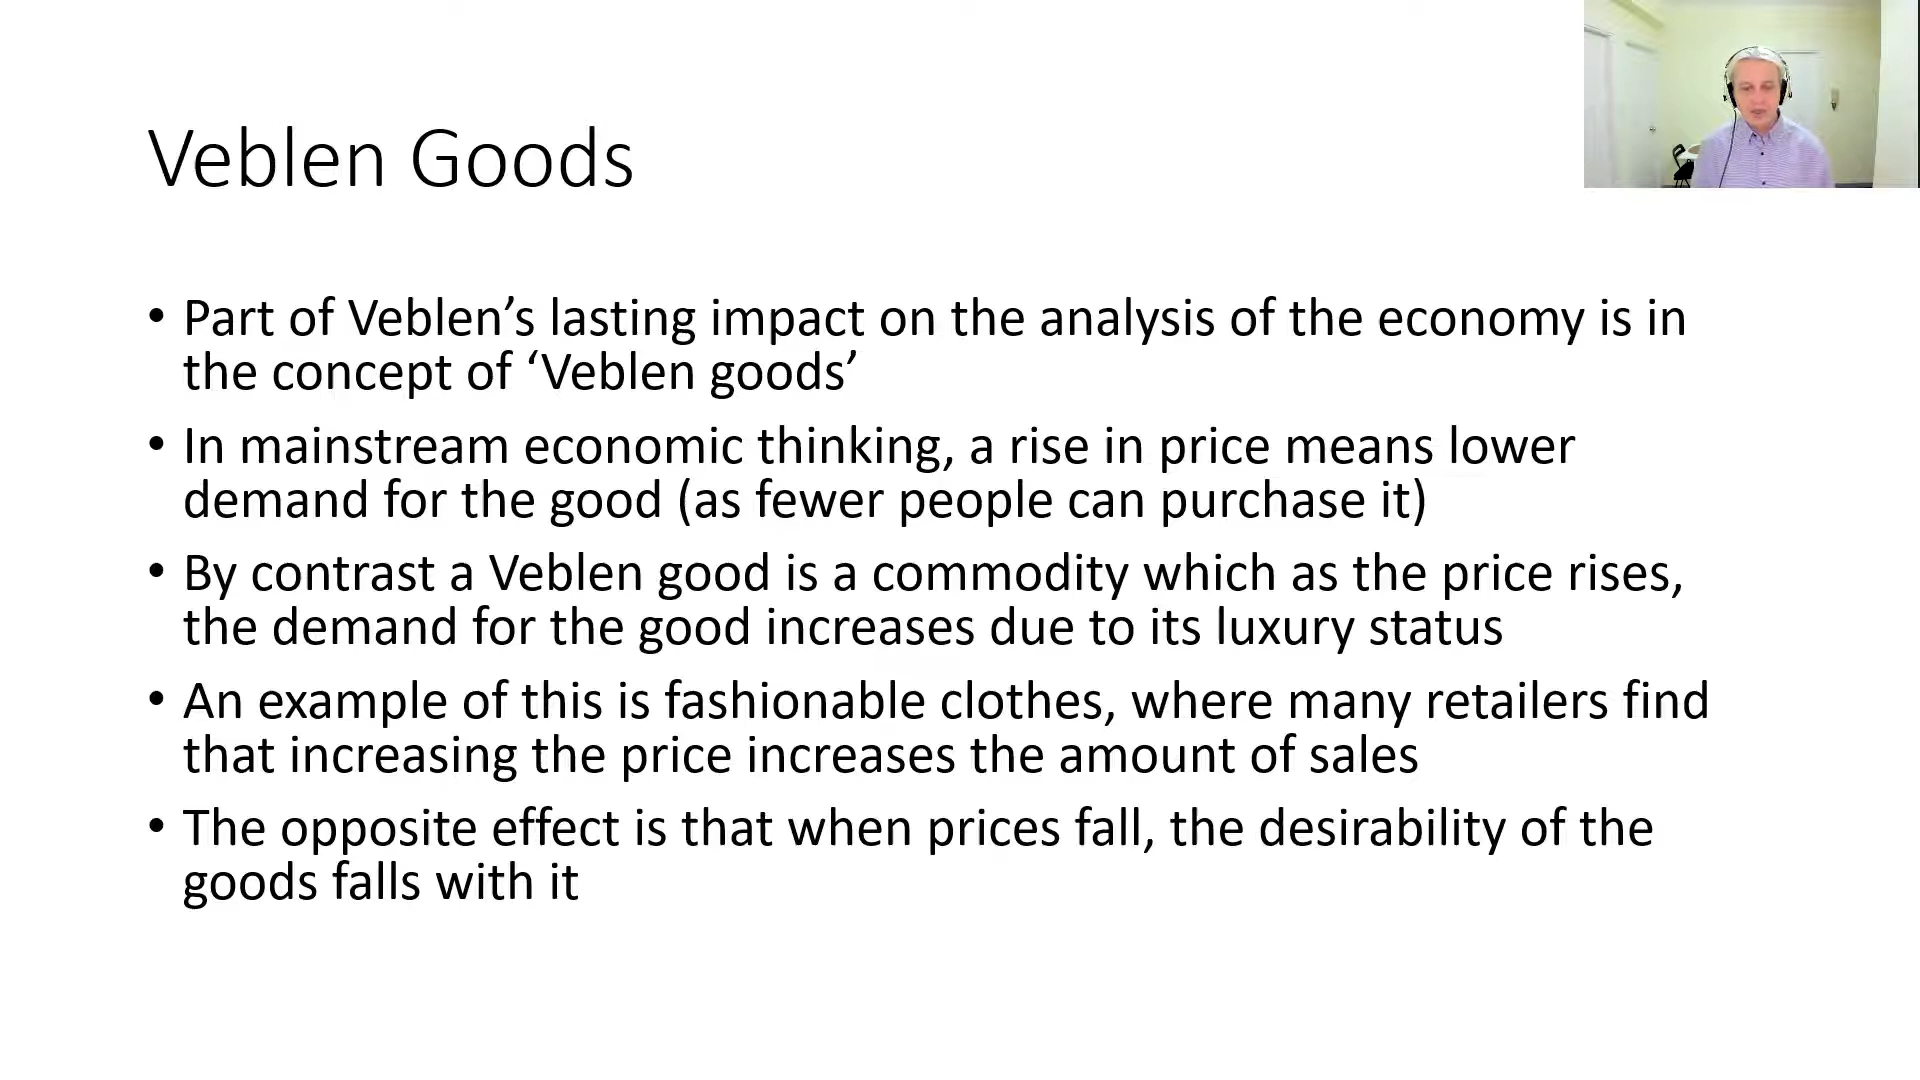 Veblen Goods
• Part of Veblen’s lasting impact on the analysis of the economy is in
the concept of ‘Veblen goods’
• In mainstream economic thinking, a rise in price means lower
demand for the good (as fewer people can purchase it)
• By contrast a Veblen good is a commodity which as the price rises,
the demand for the good increases due to its luxury status
• An example of this is fashionable clothes, where many retailers find
that increasing the price increases the amount of sales
• The opposite effect is that when prices fall, the desirability of the
goods falls with it